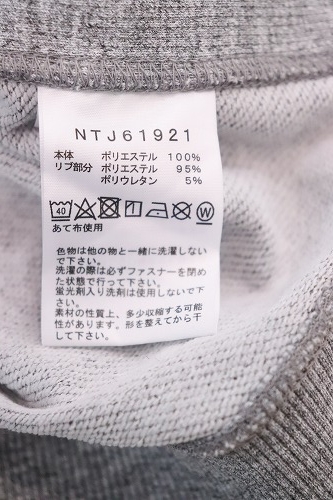 NTJ61921
本体 ポリエステル 100%
リブ部分 ポリエステル 95%
ポリウレタン 5%
40 W
あて布使用
色物は他の物と一緒に洗濯しない
で下さい。
洗濯の際は必ずファスナーを閉め
た状態で行って下さい。
蛍光剤入り洗剤は使用しないで下
さい。
素材の性質上、多少収縮する可能
性があります。形を整えてから干
して下さい。